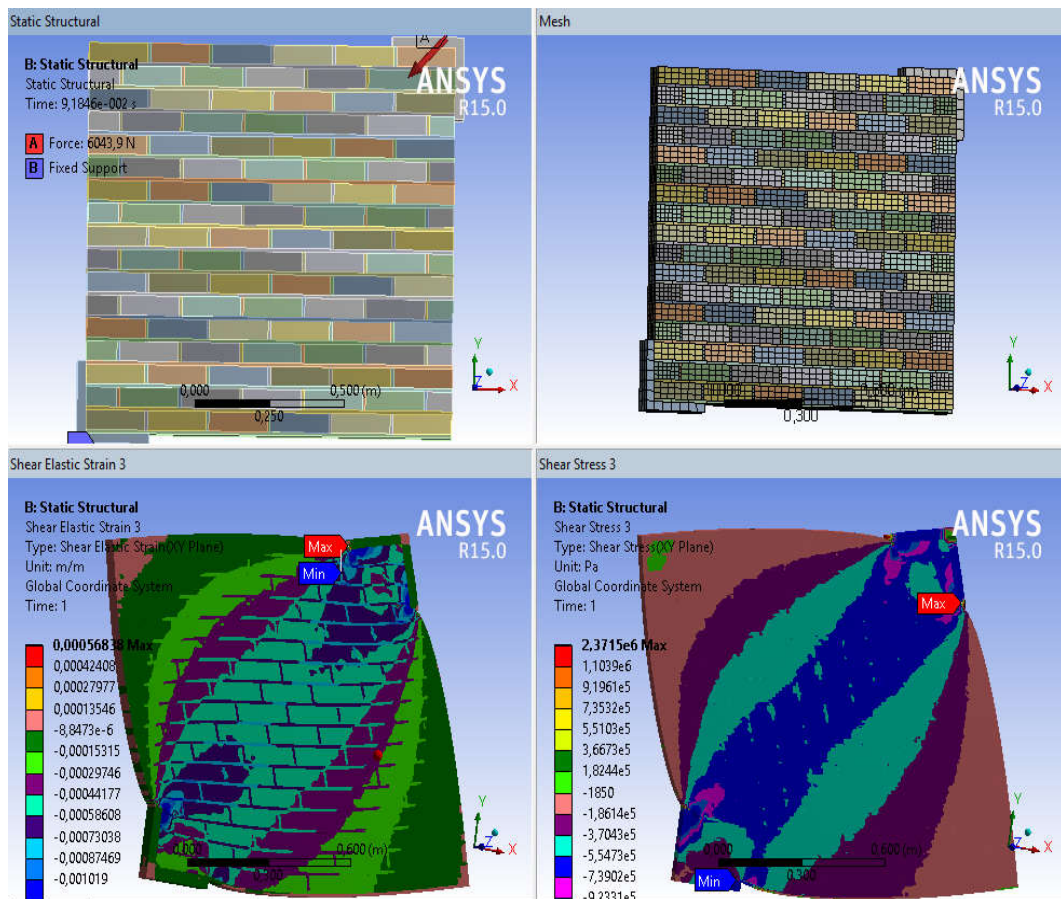 Static Structural
A
B: Static Structural
Static Structural
Time: 9,1846e-002 s
A Force: 6043,9 N
B Fixed Support
ANSYS
R15.0
0,000
0,500 (m)
0,250
Y
Z
X
Mesh
ANSYS
R15.0
0,300
Y
Z
X
Shear Elastic Strain 3
B: Static Structural
Shear Elastic Strain 3
Type: Shear Elastic Strain(XY Plane)
Unit: m/m
Global Coordinate System
Time: 1
ANSYS
R15.0
Max
Min
0,00056838 Max
0,00042408
0,00027977
0,00013546
-8,8473e-6
-0,00015315
-0,00029746
-0,00044177
-0,00058608
-0,00073038
-0,00087469
-0,001019
0,000
0,600 (m)
0,300
Y
Z
X
Shear Stress 3
B: Static Structural
Shear Stress 3
Type: Shear Stress(XY Plane)
Unit: Pa
Global Coordinate System
Time: 1
ANSYS
R15.0
Max
Min
2,3715e6 Max
1,1039e6
9,1961e5
7,3532e5
5,5103e5
3,6673e5
1,8244e5
-1850
-1,8614e5
-3,7043e5
-5,5473e5
-7,3902e5
-9,2331e5
0,000
0,600 (m)
0,300
Y
Z
X